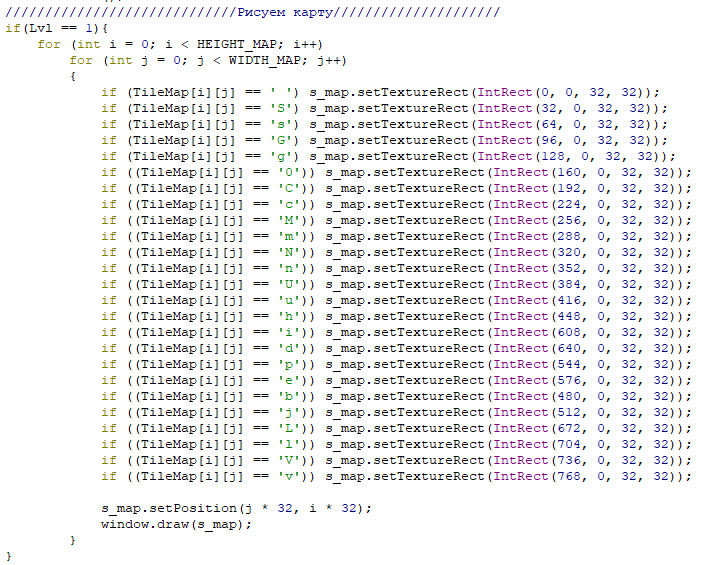 /////////////////////////////Рисуем карту/////////////////////
if(Lvl == 1){
    for (int i = 0; i < HEIGHT_MAP; i++)
        for (int j = 0; j < WIDTH_MAP; j++)
        {
            if (TileMap[i][j] == ' ') s_map.setTextureRect(IntRect(0, 0, 32, 32));
            if (TileMap[i][j] == 'S') s_map.setTextureRect(IntRect(32, 0, 32, 32));
            if (TileMap[i][j] == 's') s_map.setTextureRect(IntRect(64, 0, 32, 32));
            if (TileMap[i][j] == 'G') s_map.setTextureRect(IntRect(96, 0, 32, 32));
            if (TileMap[i][j] == 'g') s_map.setTextureRect(IntRect(128, 0, 32, 32));
            if ((TileMap[i][j] == '0')) s_map.setTextureRect(IntRect(160, 0, 32, 32));
            if ((TileMap[i][j] == 'C')) s_map.setTextureRect(IntRect(192, 0, 32, 32));
            if ((TileMap[i][j] == 'c')) s_map.setTextureRect(IntRect(224, 0, 32, 32));
            if ((TileMap[i][j] == 'M')) s_map.setTextureRect(IntRect(256, 0, 32, 32));
            if ((TileMap[i][j] == 'm')) s_map.setTextureRect(IntRect(288, 0, 32, 32));
            if ((TileMap[i][j] == 'N')) s_map.setTextureRect(IntRect(320, 0, 32, 32));
            if ((TileMap[i][j] == 'n')) s_map.setTextureRect(IntRect(352, 0, 32, 32));
            if ((TileMap[i][j] == 'U')) s_map.setTextureRect(IntRect(384, 0, 32, 32));
            if ((TileMap[i][j] == 'u')) s_map.setTextureRect(IntRect(416, 0, 32, 32));
            if ((TileMap[i][j] == 'h')) s_map.setTextureRect(IntRect(448, 0, 32, 32));
            if ((TileMap[i][j] == 'i')) s_map.setTextureRect(IntRect(608, 0, 32, 32));
            if ((TileMap[i][j] == 'd')) s_map.setTextureRect(IntRect(640, 0, 32, 32));
            if ((TileMap[i][j] == 'p')) s_map.setTextureRect(IntRect(544, 0, 32, 32));
            if ((TileMap[i][j] == 'e')) s_map.setTextureRect(IntRect(576, 0, 32, 32));
            if ((TileMap[i][j] == 'b')) s_map.setTextureRect(IntRect(480, 0, 32, 32));
            if ((TileMap[i][j] == 'j')) s_map.setTextureRect(IntRect(512, 0, 32, 32));
            if ((TileMap[i][j] == 'L')) s_map.setTextureRect(IntRect(672, 0, 32, 32));
            if ((TileMap[i][j] == 'l')) s_map.setTextureRect(IntRect(704, 0, 32, 32));
            if ((TileMap[i][j] == 'V')) s_map.setTextureRect(IntRect(736, 0, 32, 32));
            if ((TileMap[i][j] == 'v')) s_map.setTextureRect(IntRect(768, 0, 32, 32));

            s_map.setPosition(j * 32, i * 32);
            window.draw(s_map);
        }
}